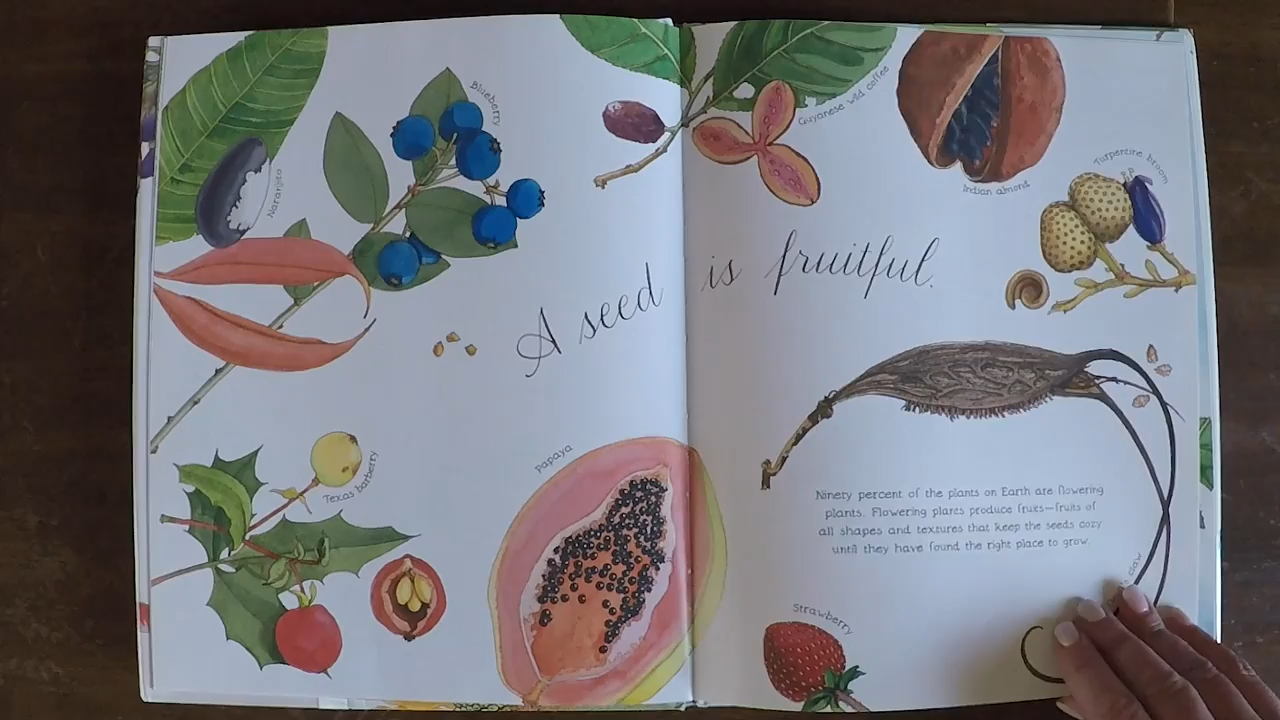 Blueberry
Naranjito
Guyanese wild coffee
Indian almond
Turpentine broom
A seed is fruitful.
Texas barberry
Papaya
Ninety percent of the plants on Earth are flowering
plants. Flowering plants produce fruits—fruits of
all shapes and textures that keep the seeds cozy
until they have found the right place to grow.
claw
Strawberry